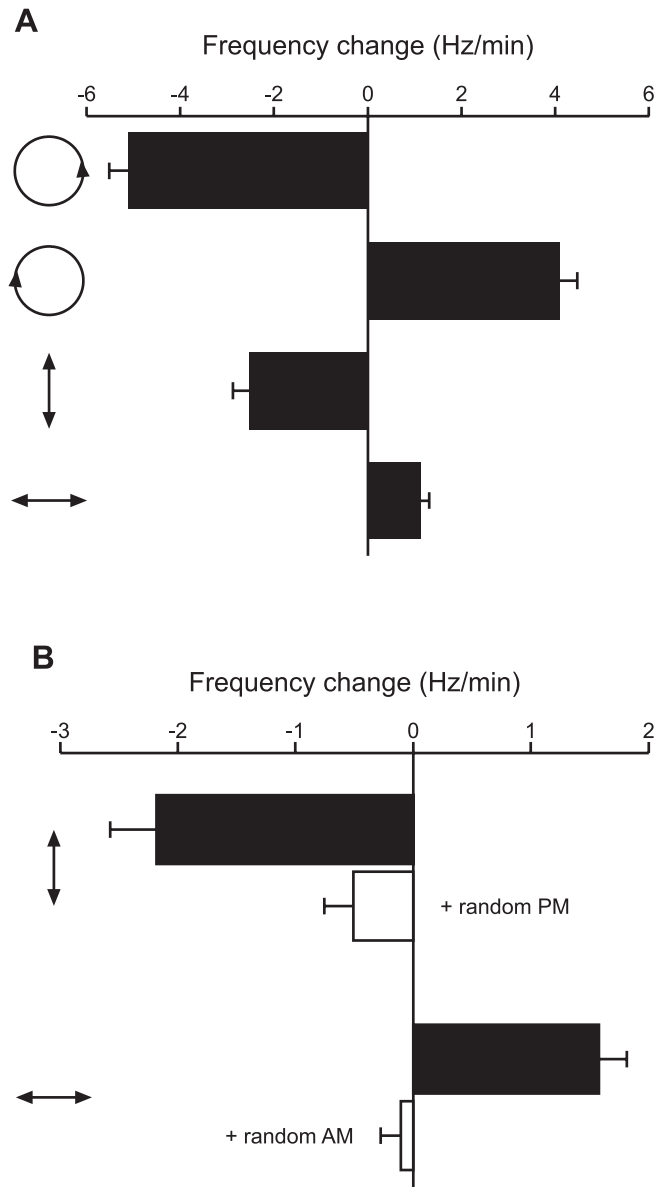 A
Frequency change (Hz/min)
-6 -4 -2 0 2 4 6
B
Frequency change (Hz/min)
-3 -2 -1 0 1 2
+ random PM
+ random AM